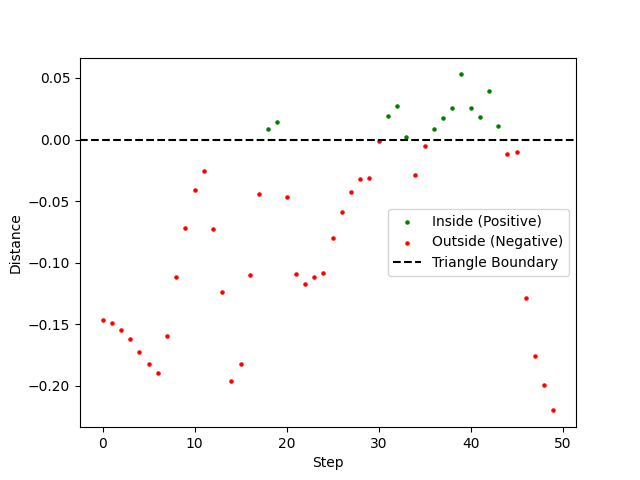 0.05
0.00
−0.05
−0.10
−0.15
−0.20
Distance
Inside (Positive)
Outside (Negative)
Triangle Boundary
0 10 20 30 40 50
Step